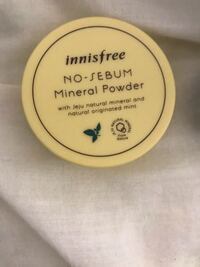 innisfree
NO-SEBUM
Mineral Powder
with Jeju natural mineral and
natural originated mint